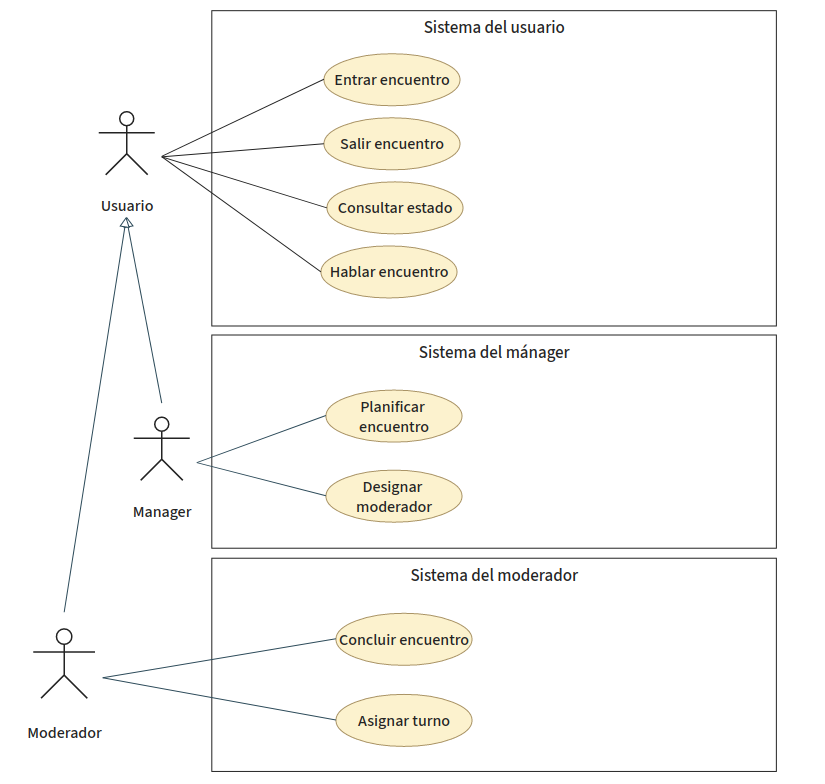 Sistema del usuario
Entrar encuentro
Salir encuentro
Consultar estado
Hablar encuentro
Usuario
Sistema del mánager
Planificar
encuentro
Designar
moderador
Manager
Sistema del moderador
Concluir encuentro
Asignar turno
Moderador